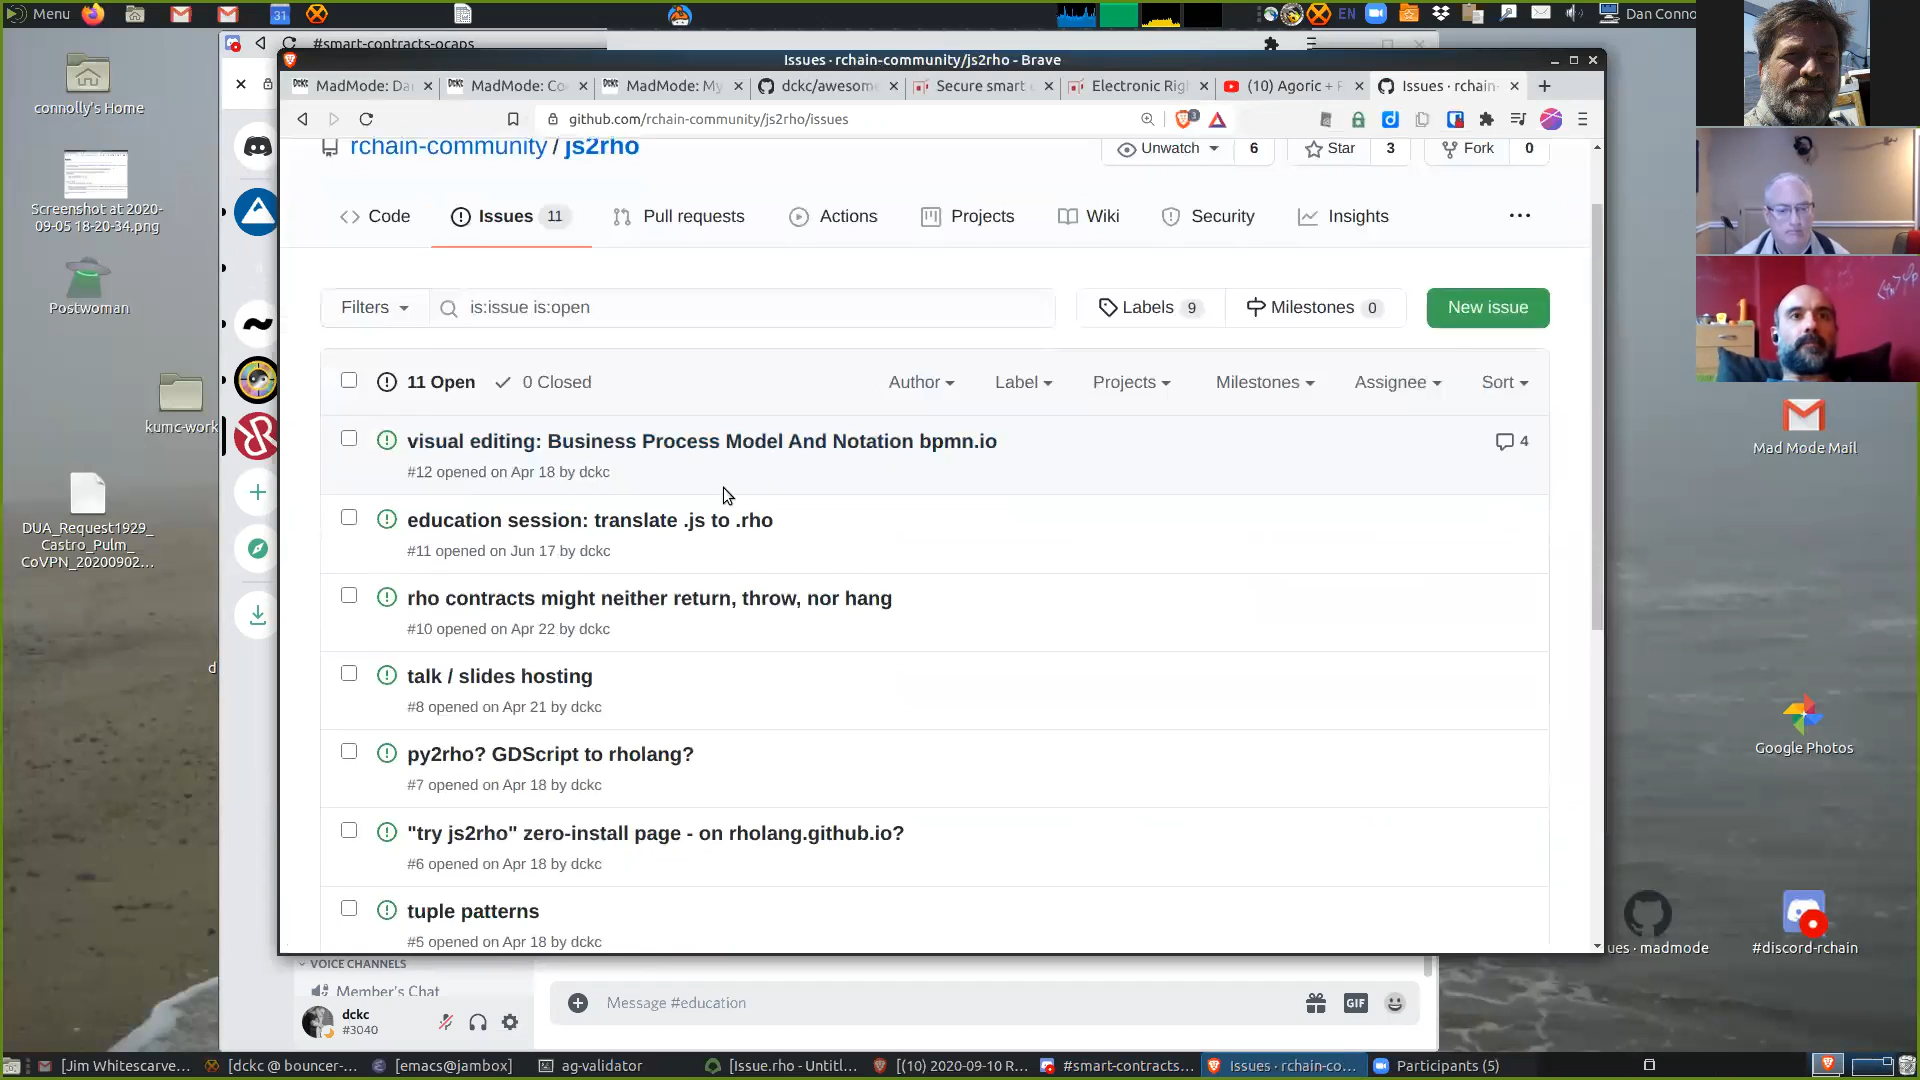 Menu
EN
Dan Conno
connolly's Home
Screenshot at 2020-
09-05 18-20-34.png
Postwoman
kumc-work
DUA_Request1929_
Castro_Pulm_
CoVPN_20200902...
#smart-contracts-ocaps
Issues · rchain-community/js2rho - Brave
MadMode: Da
MadMode: Co
MadMode: My
dckc/awesom
Secure smart
Electronic Rig
(10) Agoric +
Issues · rchain-
github.com/rchain-community/js2rho/issues
rchain-community / js2rho
Unwatch 6
Star 3
Fork 0
Code
Issues 11
Pull requests
Actions
Projects
Wiki
Security
Insights
Filters
is:issue is:open
Labels 9
Milestones 0
New issue
11 Open
0 Closed
Author
Label
Projects
Milestones
Assignee
Sort
visual editing: Business Process Model And Notation bpmn.io
4
#12 opened on Apr 18 by dckc
education session: translate .js to .rho
#11 opened on Jun 17 by dckc
rho contracts might neither return, throw, nor hang
#10 opened on Apr 22 by dckc
talk / slides hosting
#8 opened on Apr 21 by dckc
py2rho? GDScript to rholang?
#7 opened on Apr 18 by dckc
"try js2rho" zero-install page - on rholang.github.io?
#6 opened on Apr 18 by dckc
tuple patterns
#5 opened on Apr 18 by dckc
Mad Mode Mail
Google Photos
ues · madmode
#discord-rchain
VOICE CHANNELS
Member's Chat
dckc
#3040
Message #education
GIF
[Jim Whitescarve...
[dckc @ bouncer-...
[emacs@jambox]
ag-validator
[Issue.rho - Untitl...
[(10) 2020-09-10 R...
#smart-contracts...
Issues · rchain-co...
Participants (5)